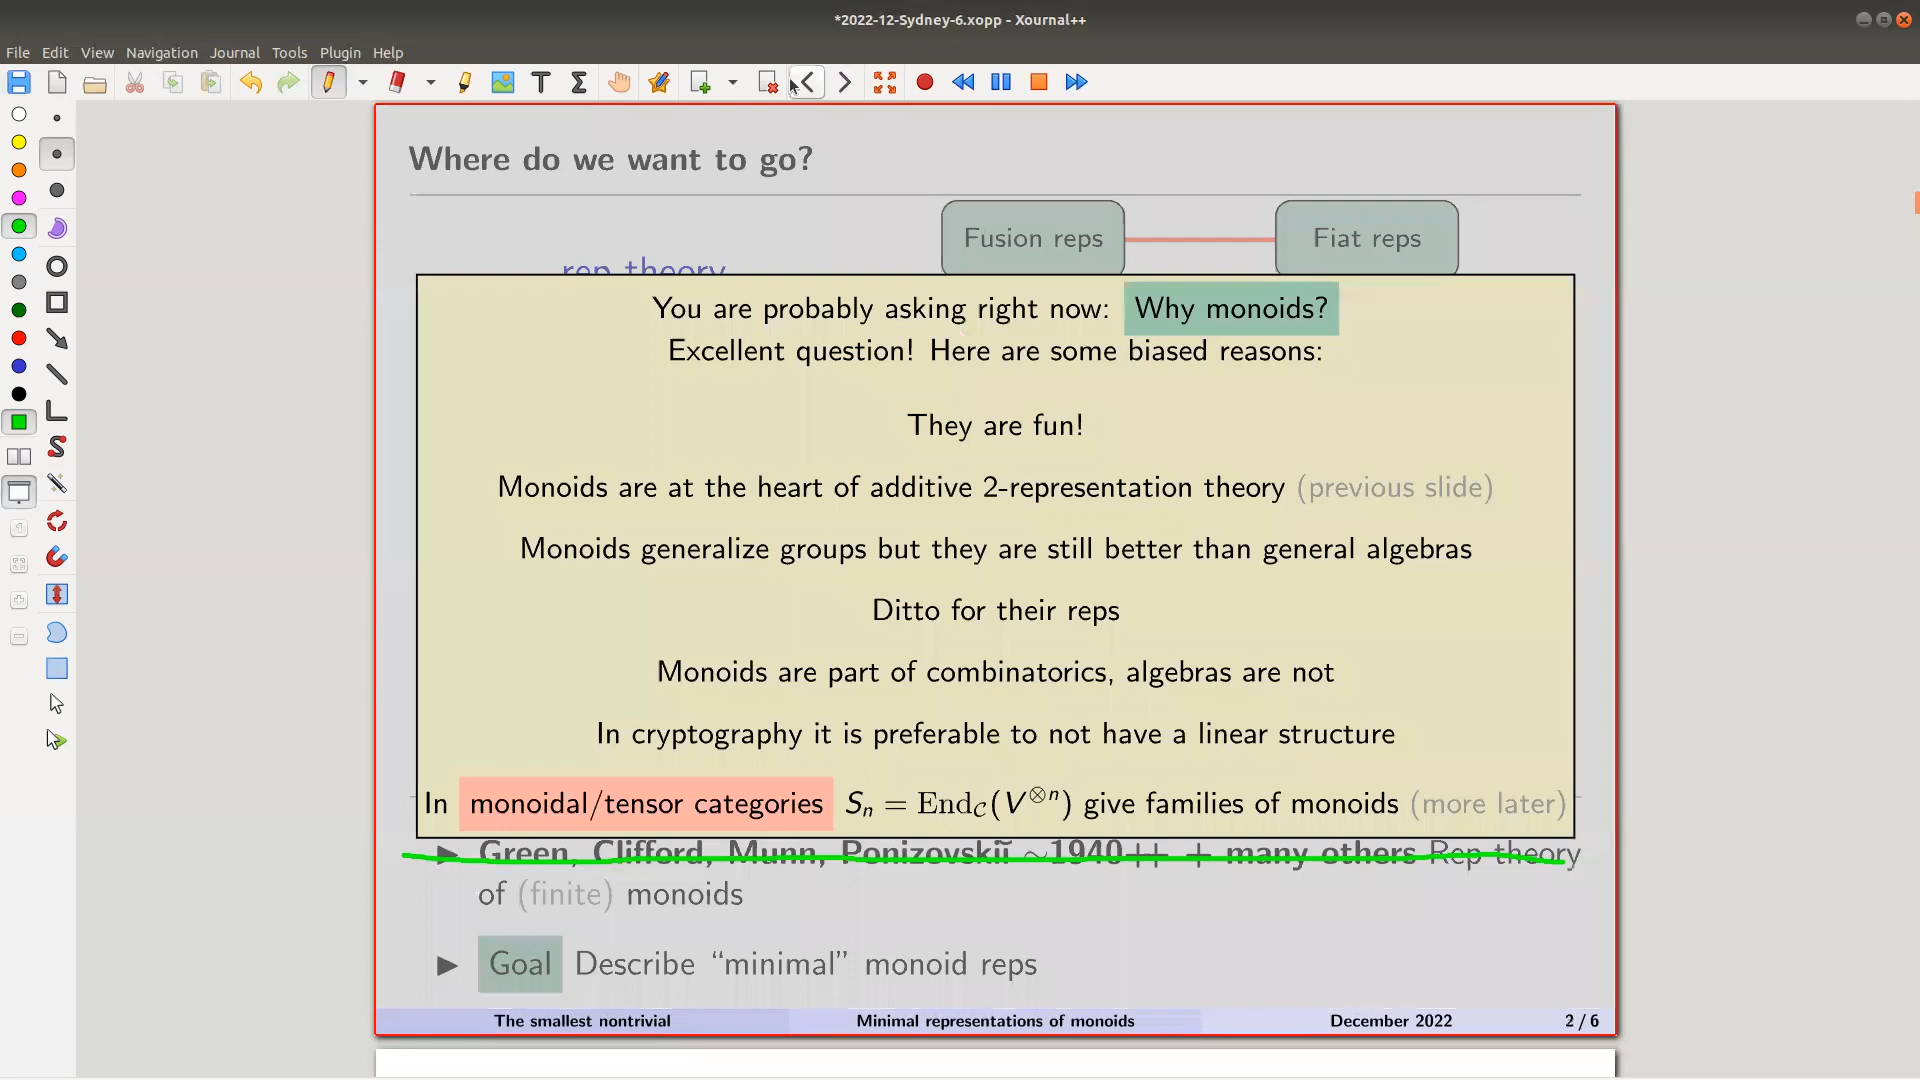 *2022-12-Sydney-6.xopp - Xournal++
File Edit View Navigation Journal Tools Plugin Help
Where do we want to go?
Fusion reps Fiat reps
rep theory
You are probably asking right now: Why monoids?
Excellent question! Here are some biased reasons:
They are fun!
Monoids are at the heart of additive 2-representation theory (previous slide)
Monoids generalize groups but they are still better than general algebras
Ditto for their reps
Monoids are part of combinatorics, algebras are not
In cryptography it is preferable to not have a linear structure
In monoidal/tensor categories Sₙ = End_𝒞(V^{⊗n}) give families of monoids (more later)
▶ Green, Clifford, Munn, Ponizovskiĭ ~1940++ + many others Rep theory
of (finite) monoids
▶ Goal Describe “minimal” monoid reps
The smallest nontrivial Minimal representations of monoids December 2022 2 / 6